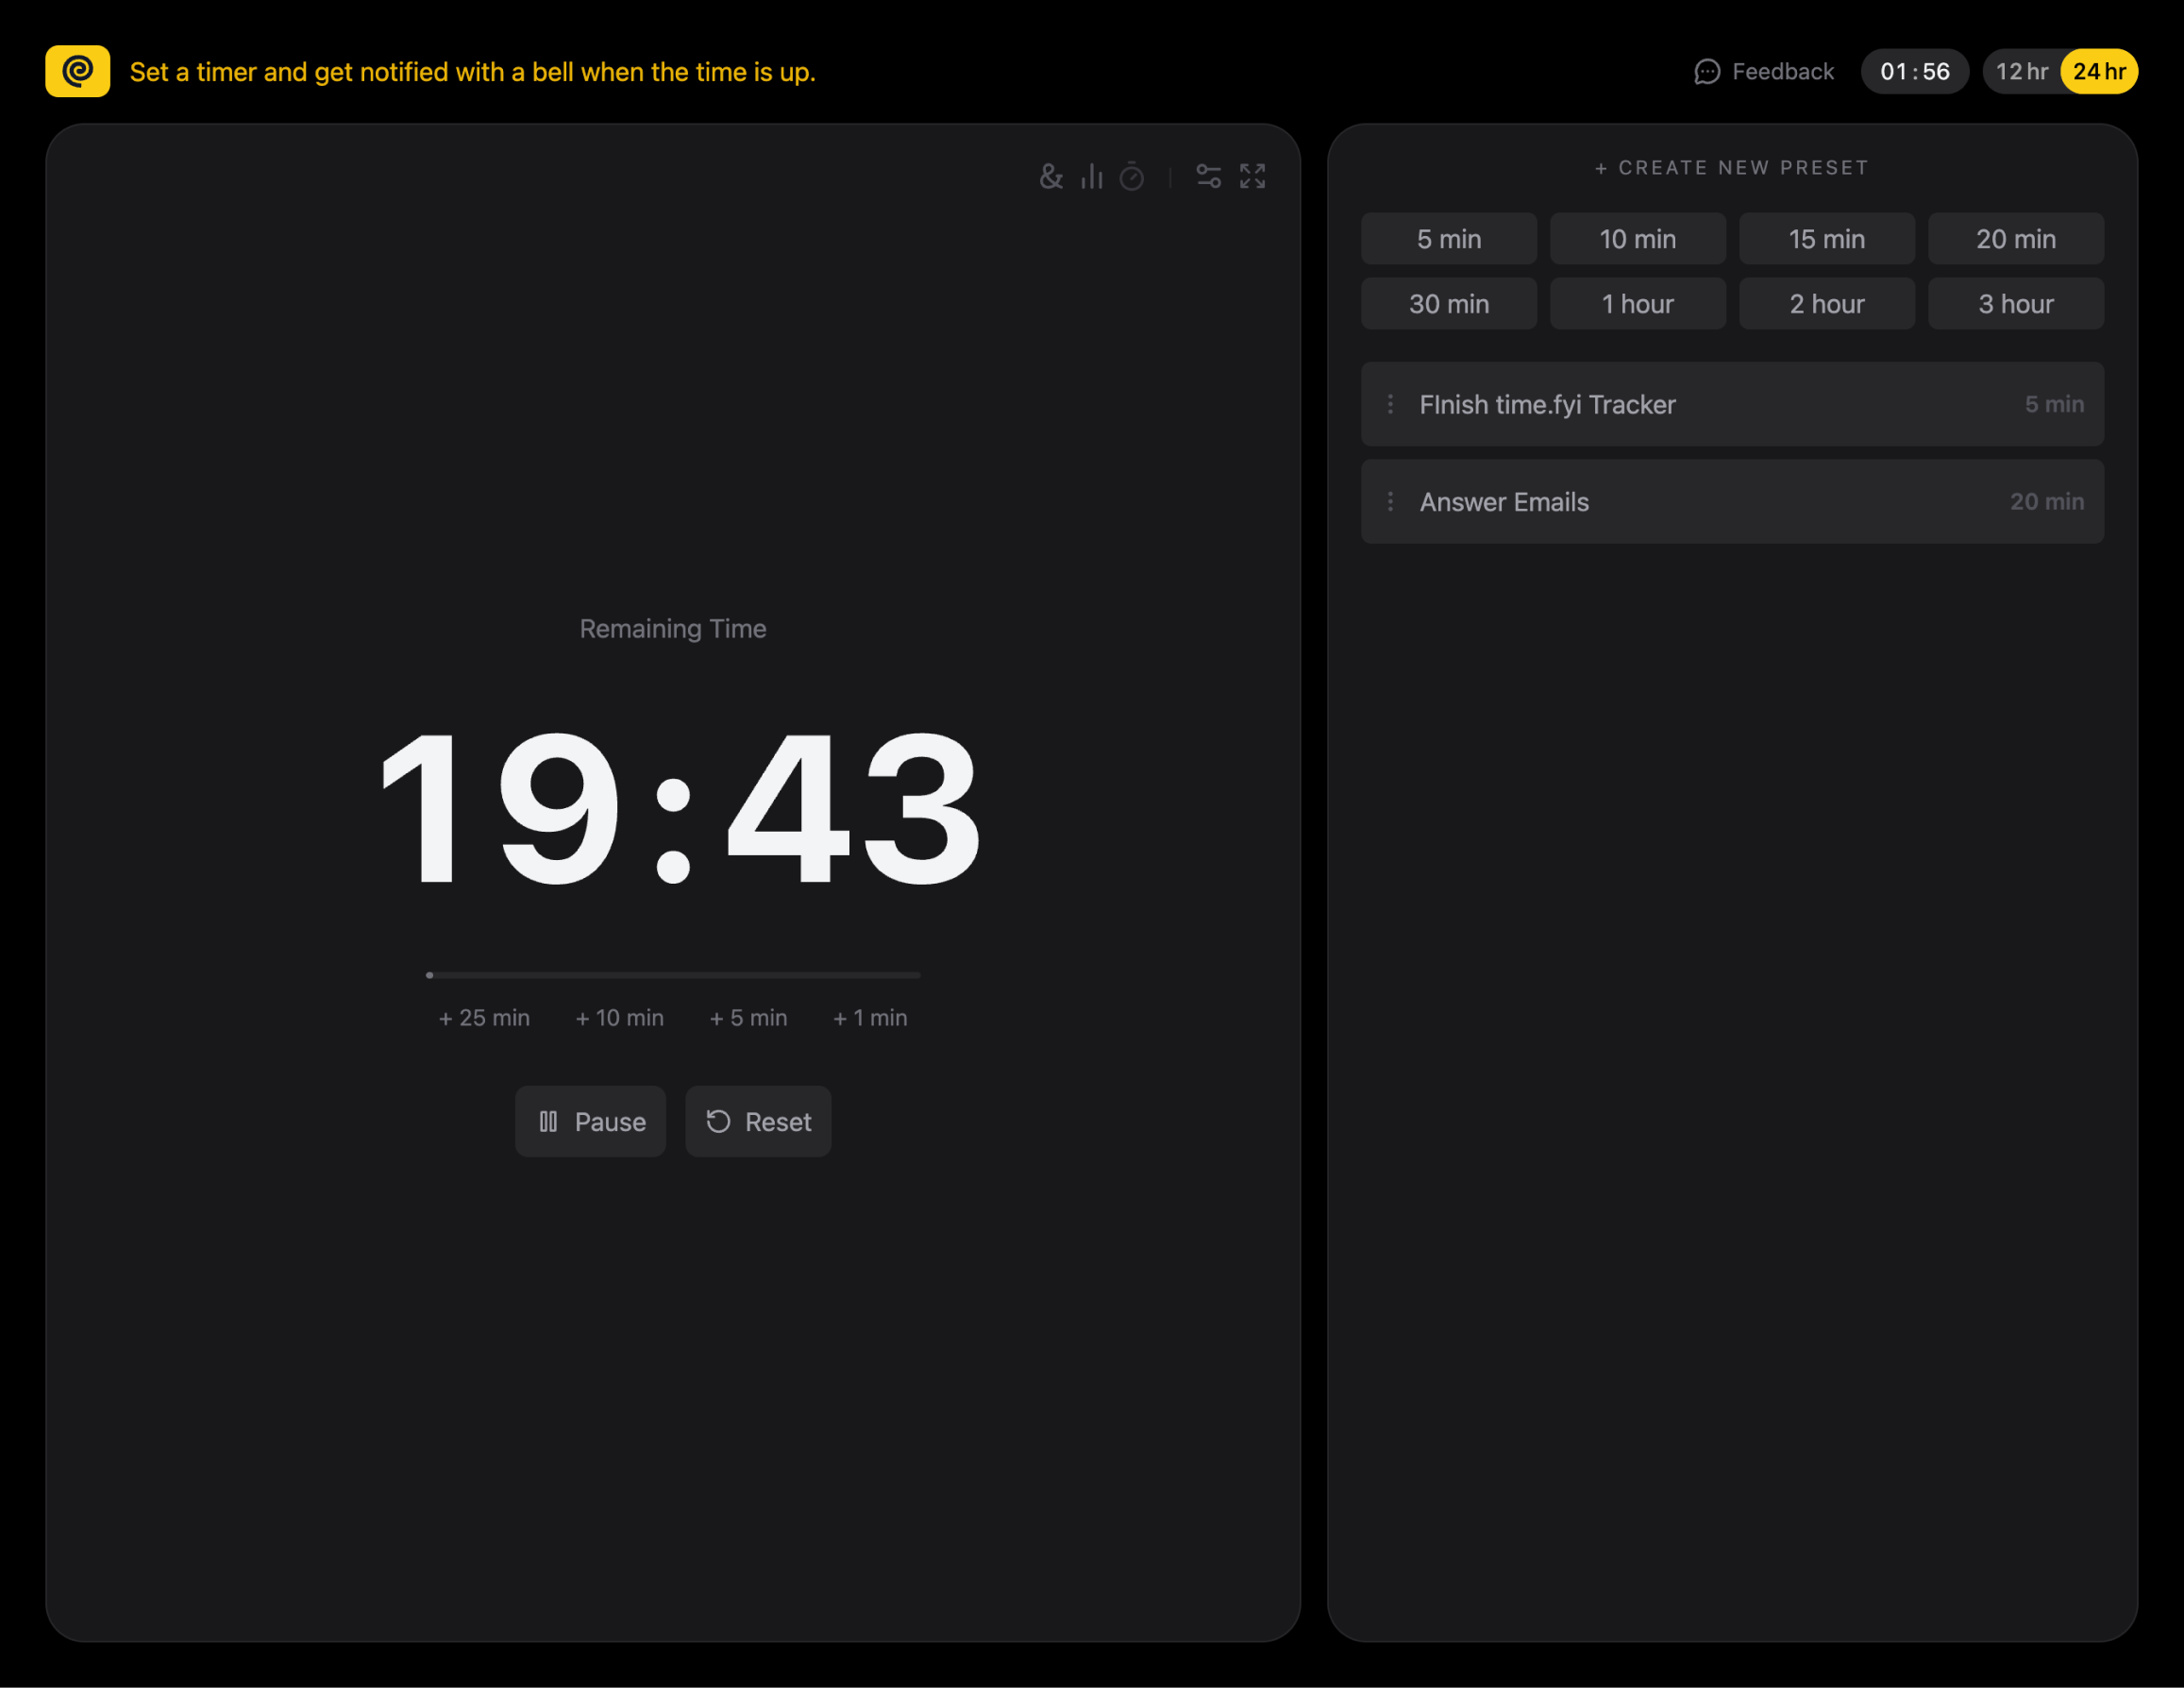 Set a timer and get notified with a bell when the time is up.
Feedback
01:56
12 hr 24 hr
&
Remaining Time
19:43
+ 25 min + 10 min + 5 min + 1 min
Pause Reset
+ CREATE NEW PRESET
5 min 10 min 15 min 20 min
30 min 1 hour 2 hour 3 hour
FInish time.fyi Tracker 5 min
Answer Emails 20 min